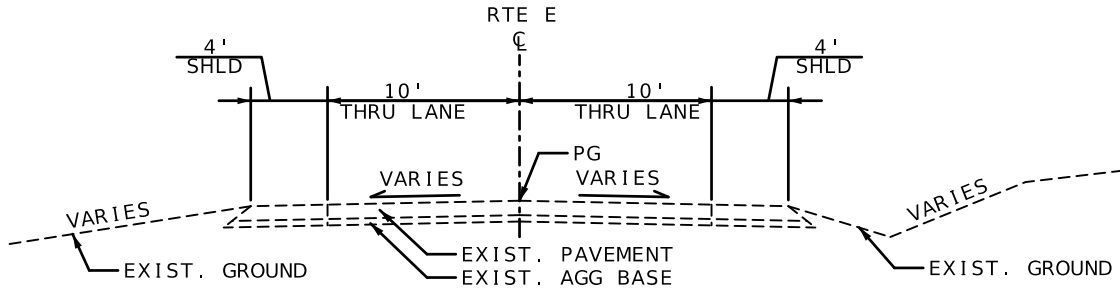 RTE E
℄
4'
SHLD
4'
SHLD
10'
THRU LANE
10'
THRU LANE
PG
VARIES
VARIES
VARIES
VARIES
EXIST. PAVEMENT
EXIST. GROUND
EXIST. AGG BASE
EXIST. GROUND